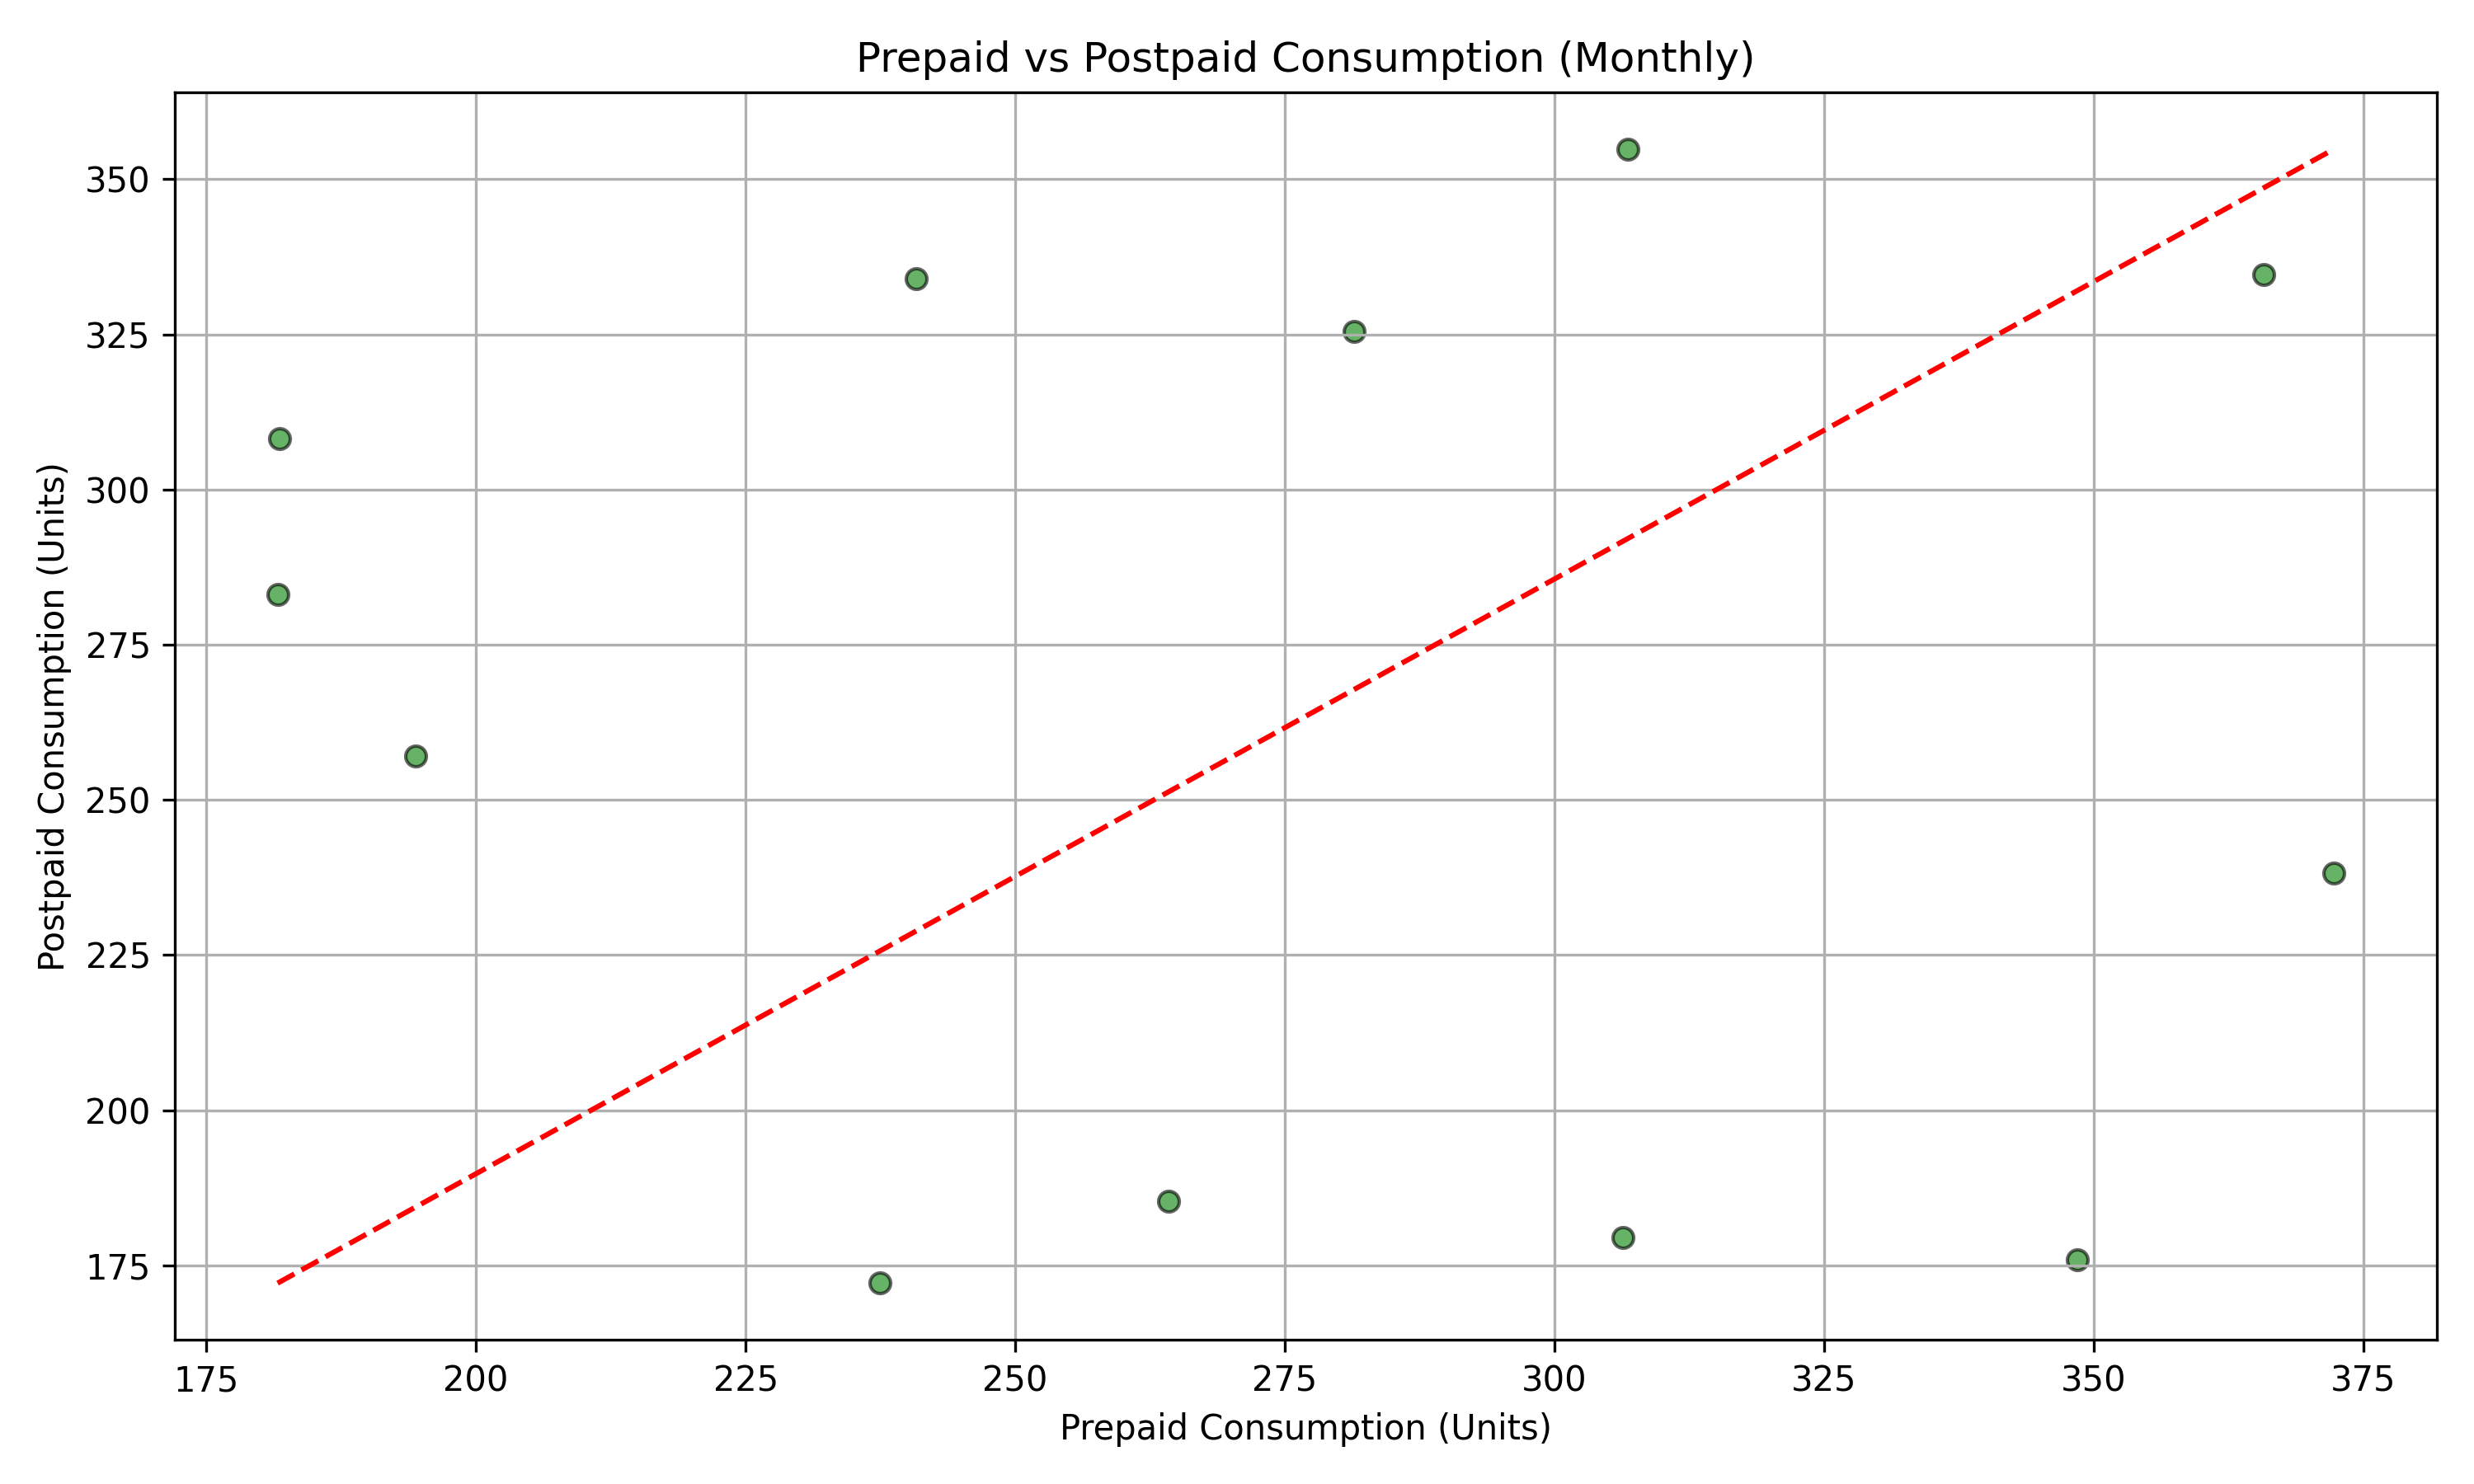 Prepaid vs Postpaid Consumption (Monthly)
Postpaid Consumption (Units)
350
325
300
275
250
225
200
175
175 200 225 250 275 300 325 350 375
Prepaid Consumption (Units)